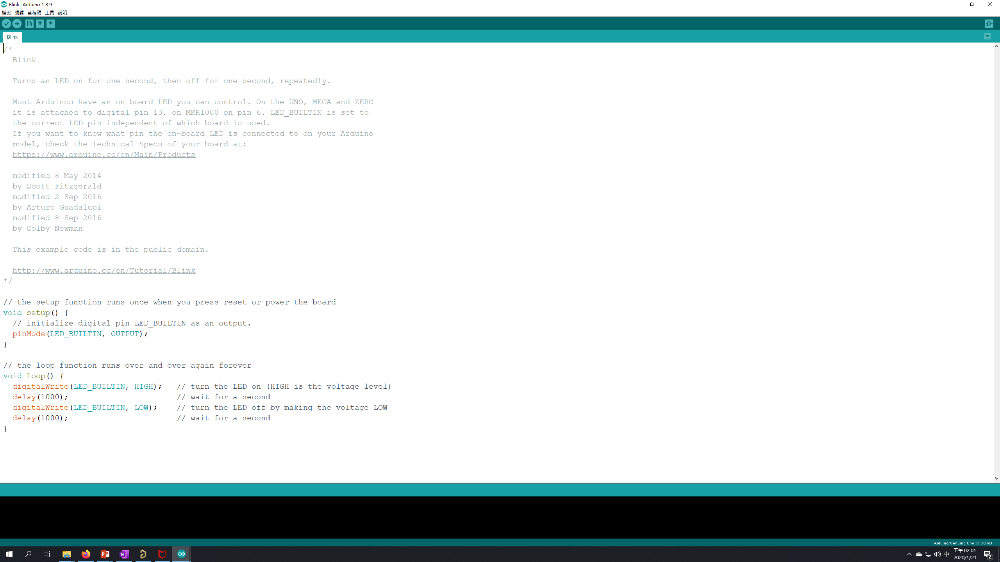 Blink | Arduino 1.8.9
檔案 編輯 草稿碼 工具 說明
Blink
/*
  Blink

  Turns an LED on for one second, then off for one second, repeatedly.

  Most Arduinos have an on-board LED you can control. On the UNO, MEGA and ZERO
  it is attached to digital pin 13, on MKR1000 on pin 6. LED_BUILTIN is set to
  the correct LED pin independent of which board is used.
  If you want to know what pin the on-board LED is connected to on your Arduino
  model, check the Technical Specs of your board at:
  https://www.arduino.cc/en/Main/Products

  modified 8 May 2014
  by Scott Fitzgerald
  modified 2 Sep 2016
  by Arturo Guadalupi
  modified 8 Sep 2016
  by Colby Newman

  This example code is in the public domain.

  http://www.arduino.cc/en/Tutorial/Blink
*/

// the setup function runs once when you press reset or power the board
void setup() {
  // initialize digital pin LED_BUILTIN as an output.
  pinMode(LED_BUILTIN, OUTPUT);
}

// the loop function runs over and over again forever
void loop() {
  digitalWrite(LED_BUILTIN, HIGH);   // turn the LED on (HIGH is the voltage level)
  delay(1000);                       // wait for a second
  digitalWrite(LED_BUILTIN, LOW);    // turn the LED off by making the voltage LOW
  delay(1000);                       // wait for a second
}
Arduino/Genuino Uno 於 COM3
中
下午 02:01
2020/1/21
2